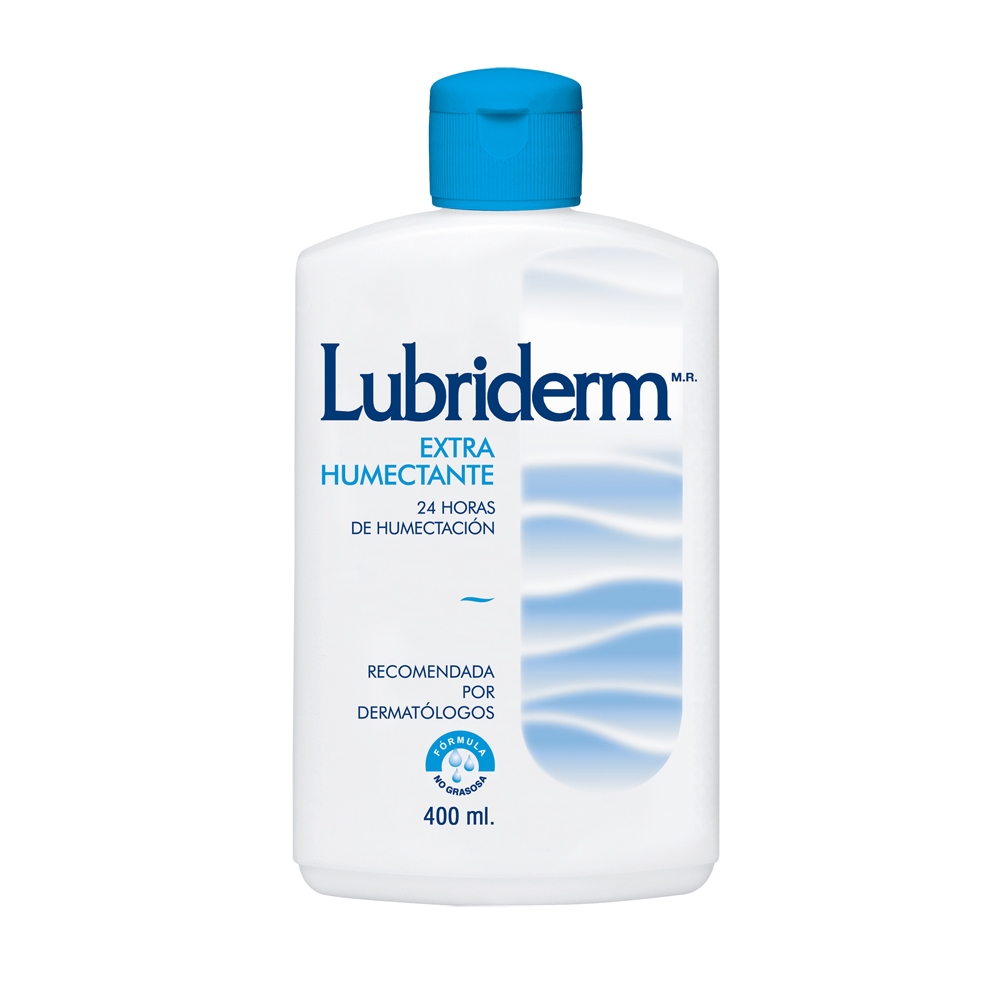 Lubriderm M.R.
EXTRA
HUMECTANTE
24 HORAS
DE HUMECTACIÓN
RECOMENDADA
POR
DERMATÓLOGOS
FÓRMULA
NO GRASOSA
400 ml.